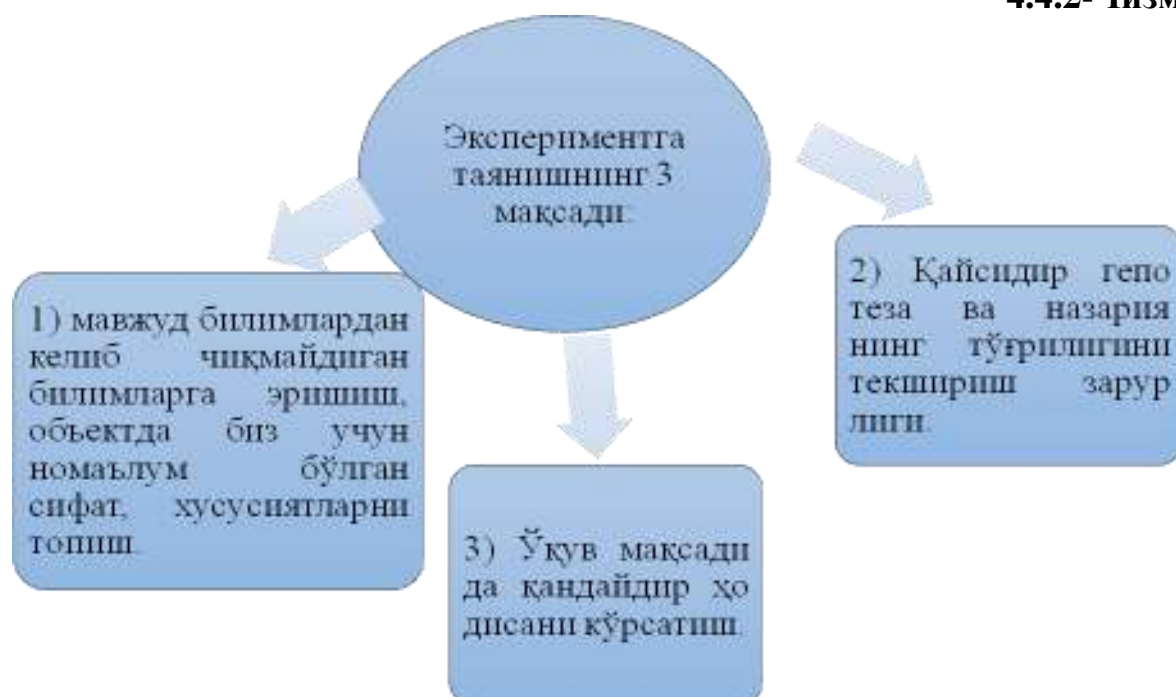 4.4.2- Чизм
Экспериментга
таянишнинг 3
мақсади:
1) мавжуд билимлардан
келиб чиқмайдиган
билимларга эришиш,
объектда биз учун
номаълум бўлган
сифат, хусусиятларни
топиш.
2) Қайсидир гепо
теза ва назария
нинг тўғрилигини
текшириш зарур
лиги.
3) Ўқув мақсади
да қандайдир ҳо
дисани кўрсатиш.